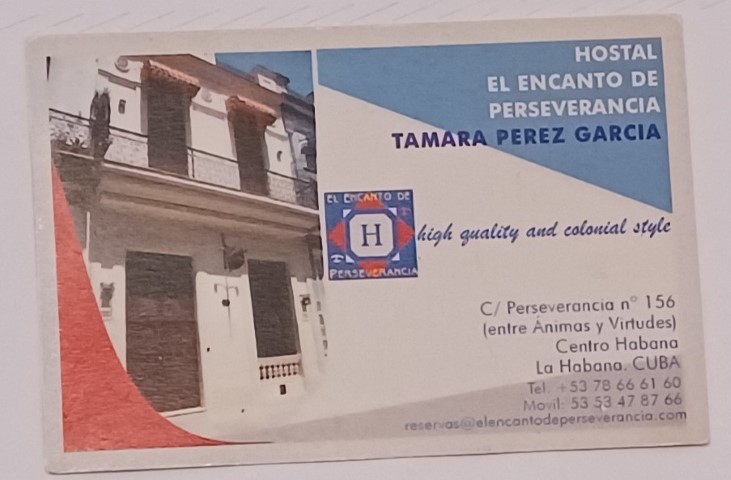 HOSTAL
EL ENCANTO DE
PERSEVERANCIA
TAMARA PEREZ GARCIA
EL ENCANTO DE
H
PERSEVERANCIA
high quality and colonial style
C/ Perseverancia n° 156
(entre Ánimas y Virtudes)
Centro Habana
La Habana. CUBA
Tel: +53 78 66 61 60
Movil: 53 53 47 87 66
reservas@elencantodeperseverancia.com